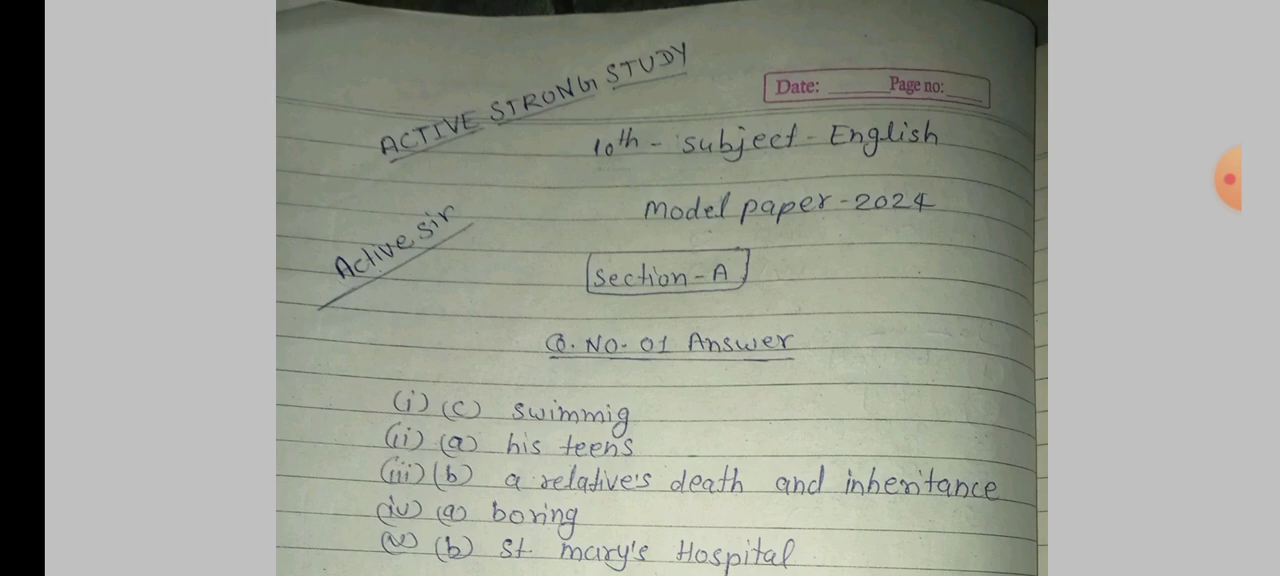 ACTIVE STRONG STUDY
Date: Page no:
10th - subject - English
Model paper - 2024
Active sir
Section - A
Q. No. 01 Answer
(i) (c) swimmig
(ii) (a) his teens
(iii) (b) a relative's death and inheritance
(iv) (a) boring
(v) (b) St. mary's Hospital